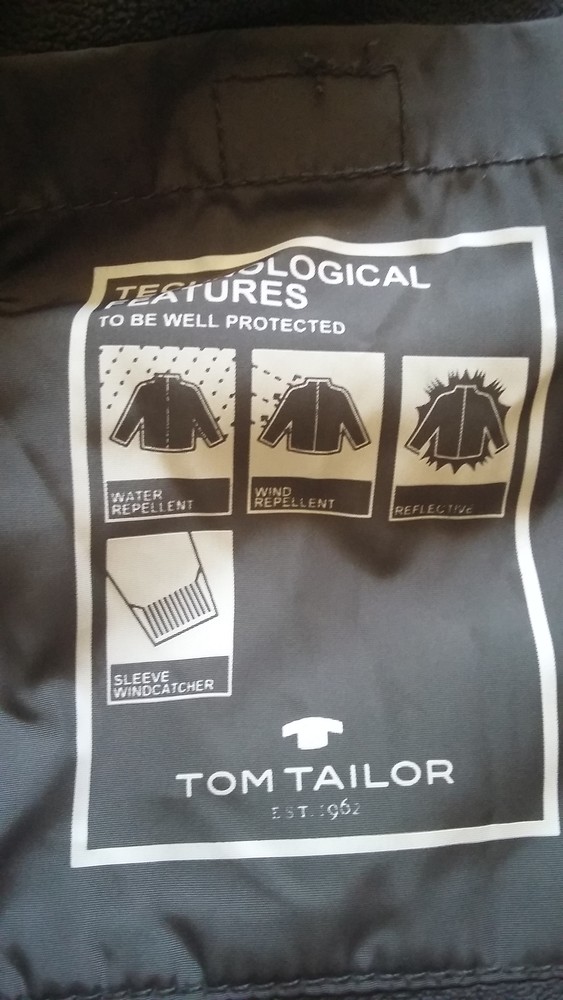 TECHNOLOGICAL
FEATURES
TO BE WELL PROTECTED
WATER
REPELLENT
WIND
REPELLENT
REFLECTIVE
SLEEVE
WINDCATCHER
TOM TAILOR
EST. 1962